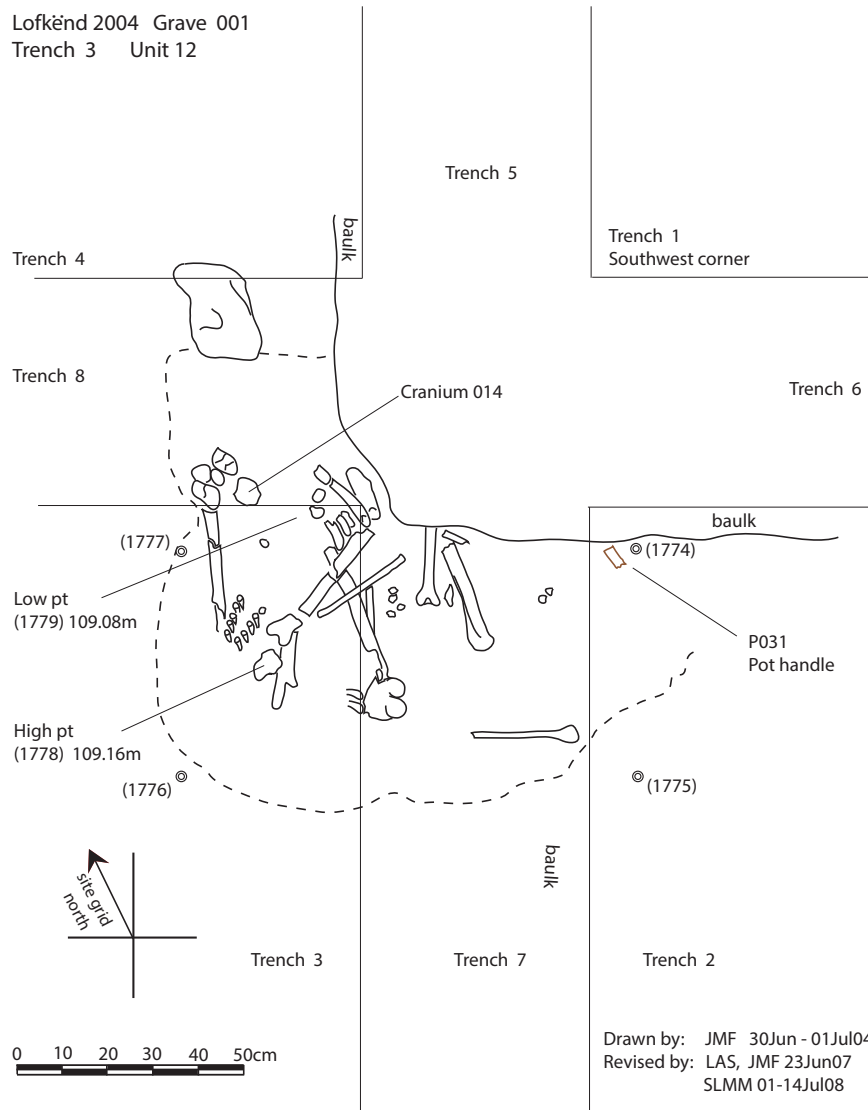 Lofkënd 2004 Grave 001
Trench 3 Unit 12
Trench 5
baulk
Trench 1
Southwest corner
Trench 4
Trench 8
Trench 6
Cranium 014
baulk
(1777)
(1774)
Low pt
(1779) 109.08m
P031
Pot handle
High pt
(1778) 109.16m
(1776)
(1775)
baulk
site grid
north
Trench 3
Trench 7
Trench 2
0 10 20 30 40 50cm
Drawn by: JMF 30Jun - 01Jul04
Revised by: LAS, JMF 23Jun07
SLMM 01-14Jul08